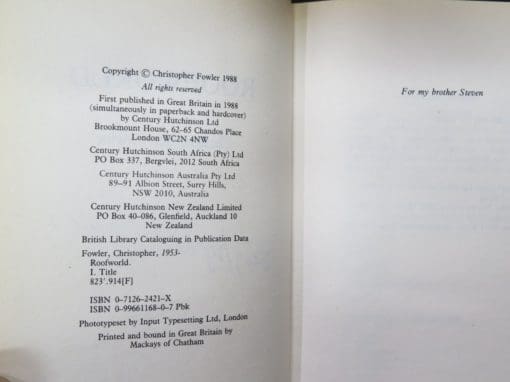 Copyright © Christopher Fowler 1988
All rights reserved
First published in Great Britain in 1988
(simultaneously in paperback and hardcover)
by Century Hutchinson Ltd
Brookmount House, 62–65 Chandos Place
London WC2N 4NW
Century Hutchinson South Africa (Pty) Ltd
PO Box 337, Bergvlei, 2012 South Africa
Century Hutchinson Australia Pty Ltd
89–91 Albion Street, Surry Hills,
NSW 2010, Australia
Century Hutchinson New Zealand Limited
PO Box 40–086, Glenfield, Auckland 10
New Zealand
British Library Cataloguing in Publication Data
Fowler, Christopher, 1953-
Roofworld.
I. Title
823'.914[F]
ISBN 0–7126–2421–X
ISBN 0–99661168–0–7 Pbk
Phototypeset by Input Typesetting Ltd, London
Printed and bound in Great Britain by
Mackays of Chatham
For my brother Steven